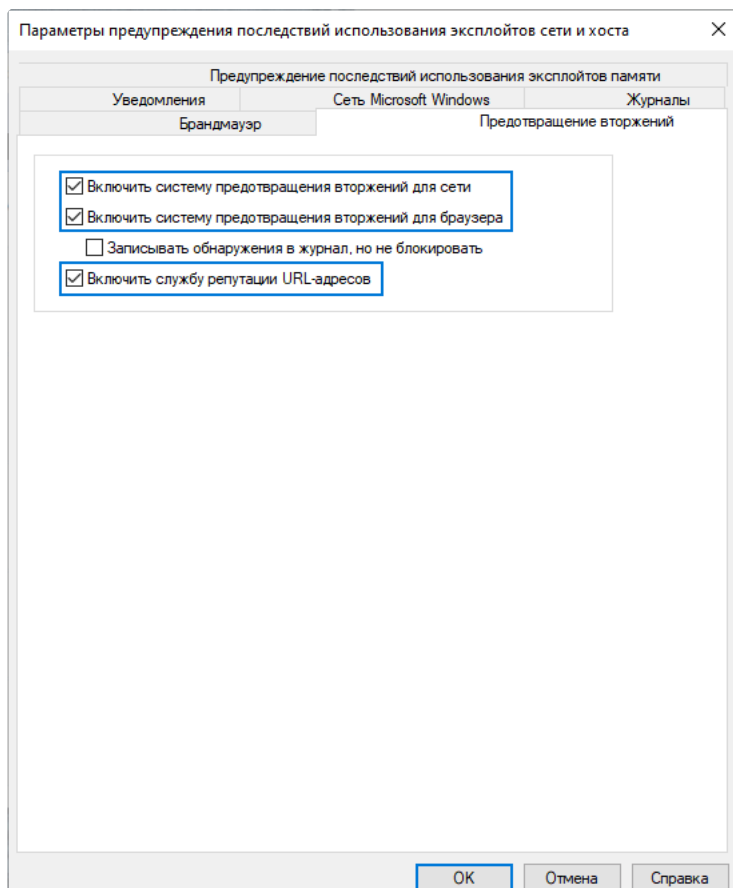 Параметры предупреждения последствий использования эксплойтов сети и хоста
Предупреждение последствий использования эксплойтов памяти
Уведомления
Сеть Microsoft Windows
Журналы
Брандмауэр
Предотвращение вторжений
Включить систему предотвращения вторжений для сети
Включить систему предотвращения вторжений для браузера
Записывать обнаружения в журнал, но не блокировать
Включить службу репутации URL-адресов
OK
Отмена
Справка